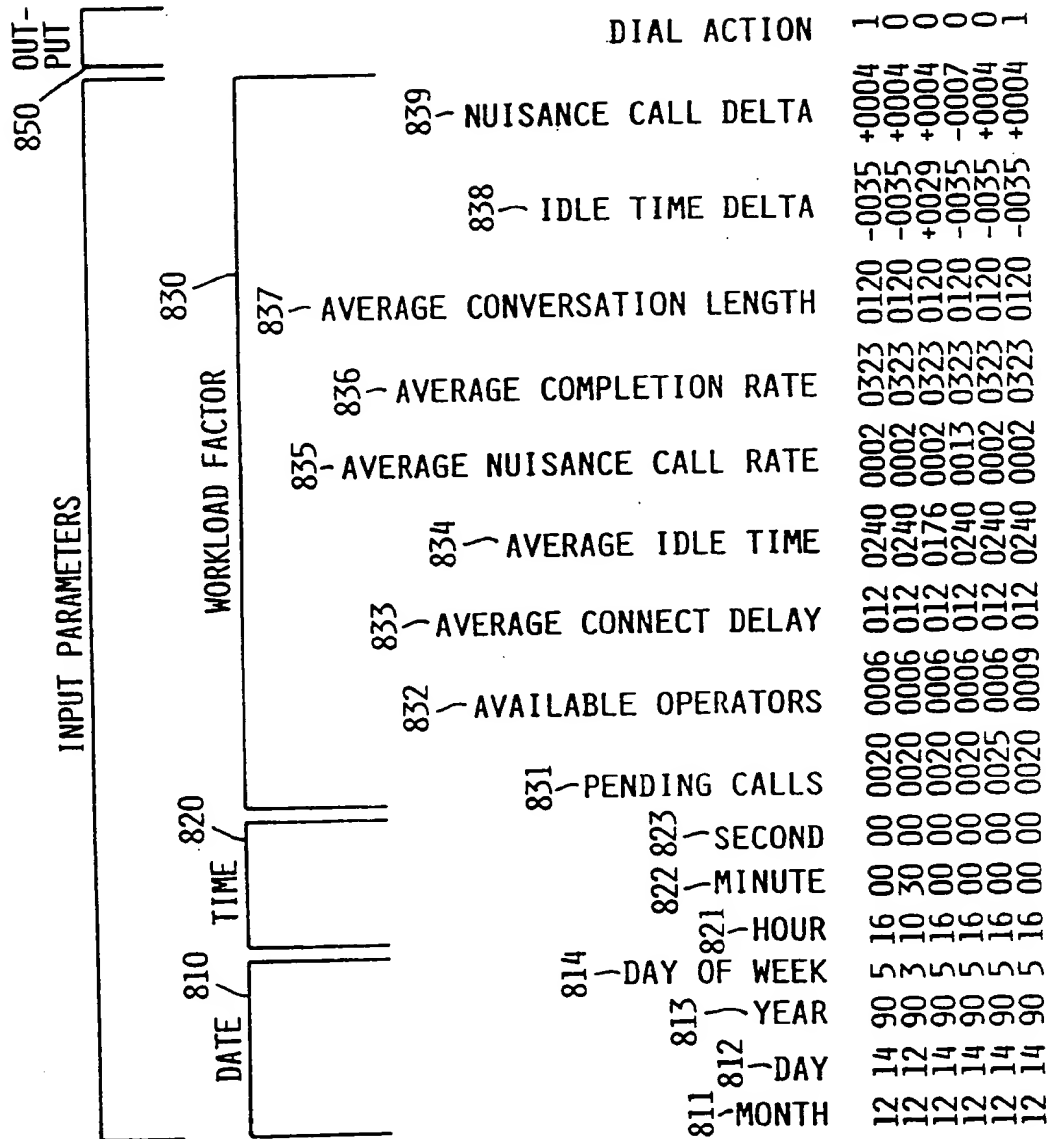 INPUT PARAMETERS
850
OUT-
PUT
DATE
810
TIME
820
WORKLOAD FACTOR
830
811 MONTH
812 DAY
813 YEAR
814 DAY OF WEEK
821 HOUR
822 MINUTE
823 SECOND
831 PENDING CALLS
832 AVAILABLE OPERATORS
833 AVERAGE CONNECT DELAY
834 AVERAGE IDLE TIME
835 AVERAGE NUISANCE CALL RATE
836 AVERAGE COMPLETION RATE
837 AVERAGE CONVERSATION LENGTH
838 IDLE TIME DELTA
839 NUISANCE CALL DELTA
DIAL ACTION
12 14 90 5 16 00 00 0020 0006 012 0240 0002 0323 0120 -0035 +0004 1
12 12 90 3 10 30 00 0020 0006 012 0240 0002 0323 0120 -0035 +0004 0
12 14 90 5 16 00 00 0020 0006 012 0176 0002 0323 0120 +0029 +0004 0
12 14 90 5 16 00 00 0020 0006 012 0240 0013 0323 0120 -0035 -0007 0
12 14 90 5 16 00 00 0025 0006 012 0240 0002 0323 0120 -0035 +0004 0
12 14 90 5 16 00 00 0020 0009 012 0240 0002 0323 0120 -0035 +0004 1